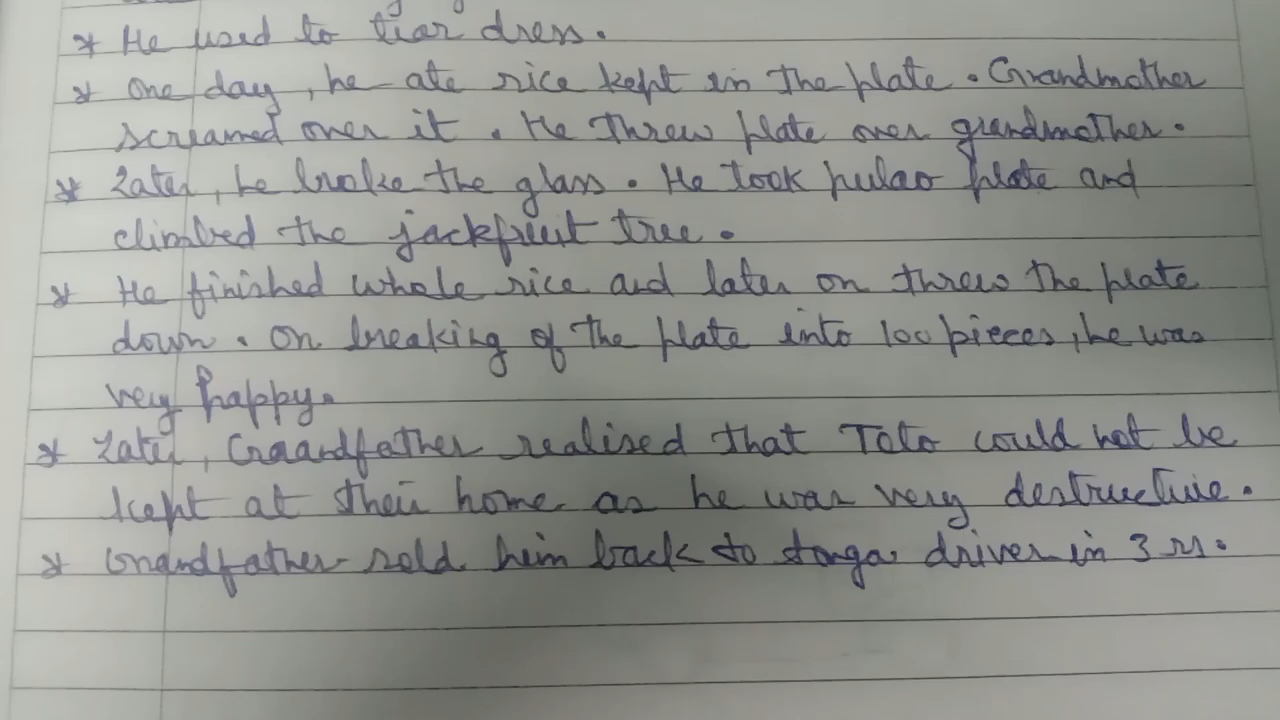 * He used to tear dress.
* One day, he ate rice kept in the plate. Grandmother
screamed over it. He threw plate over grandmother.
* Later, he broke the glass. He took pulao plate and
climbed the jackfruit tree.
* He finished whole rice and later on threw the plate
down. On breaking of the plate into 100 pieces, he was
very happy.
* Later, Graandfather realised that Toto could not be
kept at their home as he was very destructive.
* Grandfather sold him back to tonga driver in 3 rs.